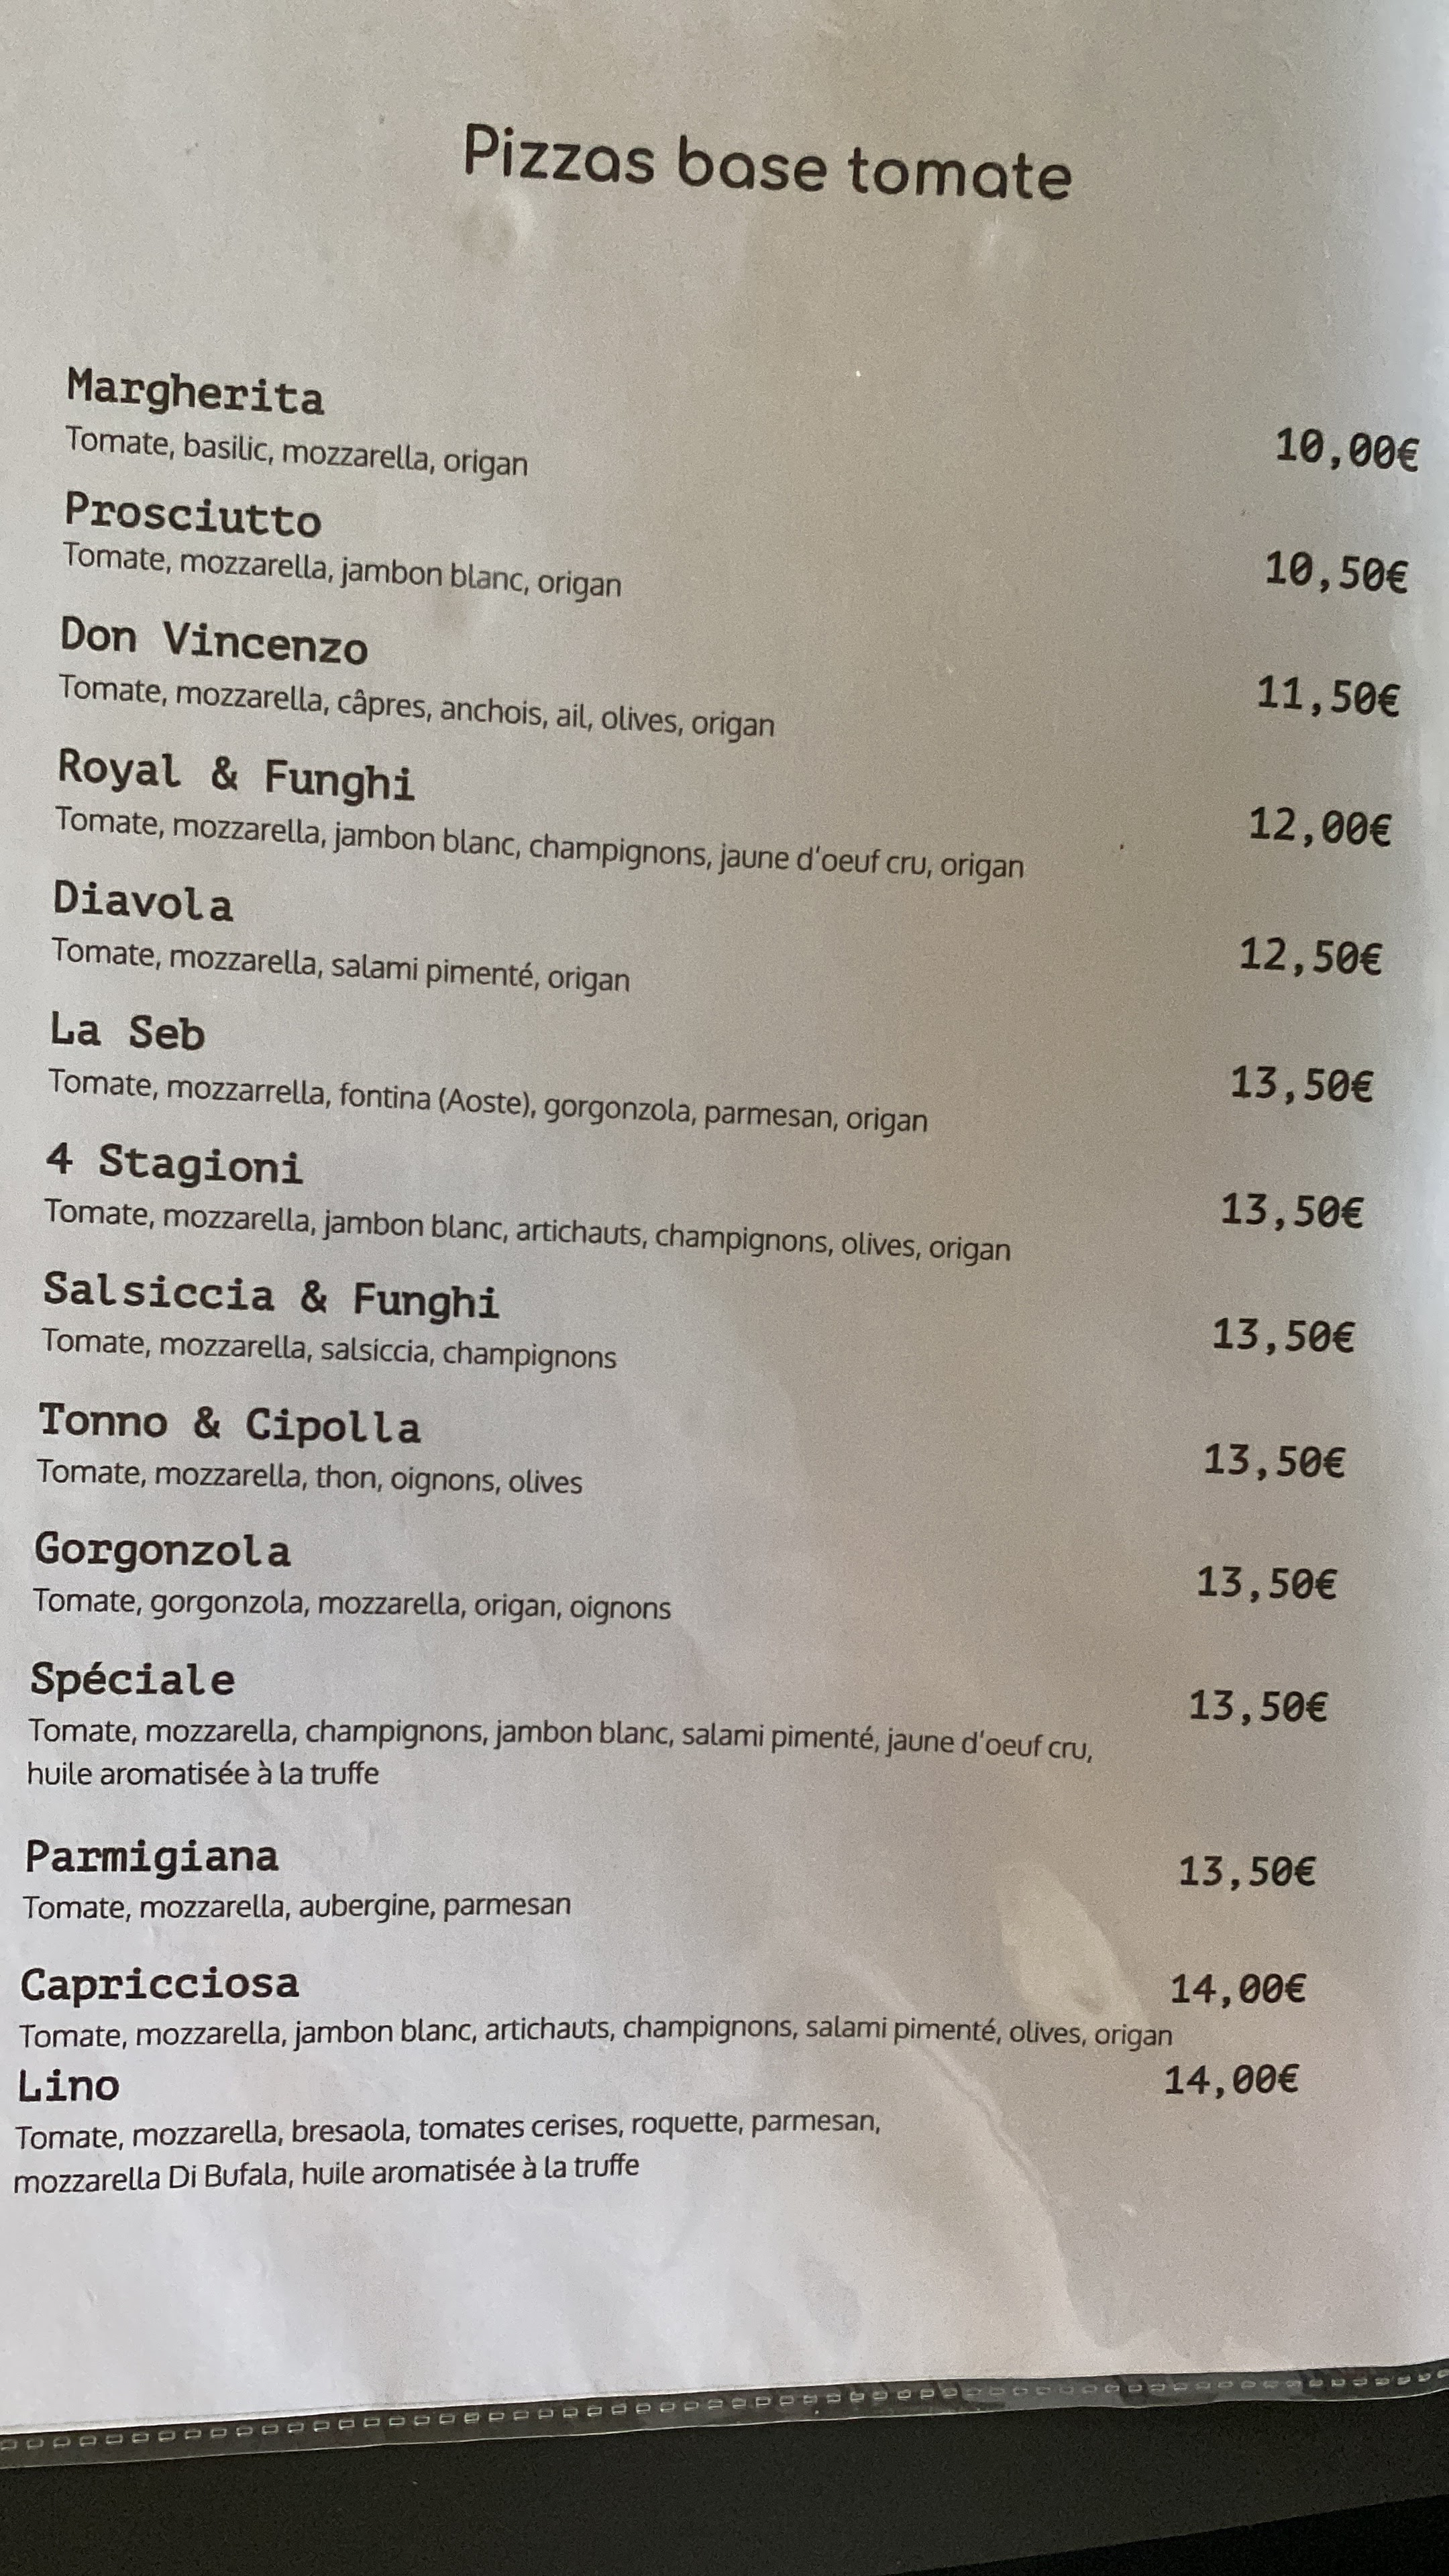 Pizzas base tomate
Margherita
Tomate, basilic, mozzarella, origan
10,00€
Prosciutto
Tomate, mozzarella, jambon blanc, origan
10,50€
Don Vincenzo
Tomate, mozzarella, câpres, anchois, ail, olives, origan
11,50€
Royal & Funghi
Tomate, mozzarella, jambon blanc, champignons, jaune d'oeuf cru, origan
12,00€
Diavola
Tomate, mozzarella, salami pimenté, origan
12,50€
La Seb
Tomate, mozzarrella, fontina (Aoste), gorgonzola, parmesan, origan
13,50€
4 Stagioni
Tomate, mozzarella, jambon blanc, artichauts, champignons, olives, origan
13,50€
Salsiccia & Funghi
Tomate, mozzarella, salsiccia, champignons
13,50€
Tonno & Cipolla
Tomate, mozzarella, thon, oignons, olives
13,50€
Gorgonzola
Tomate, gorgonzola, mozzarella, origan, oignons
13,50€
Spéciale
13,50€
Tomate, mozzarella, champignons, jambon blanc, salami pimenté, jaune d'oeuf cru,
huile aromatisée à la truffe
Parmigiana
13,50€
Tomate, mozzarella, aubergine, parmesan
Capricciosa
14,00€
Tomate, mozzarella, jambon blanc, artichauts, champignons, salami pimenté, olives, origan
Lino
14,00€
Tomate, mozzarella, bresaola, tomates cerises, roquette, parmesan,
mozzarella Di Bufala, huile aromatisée à la truffe